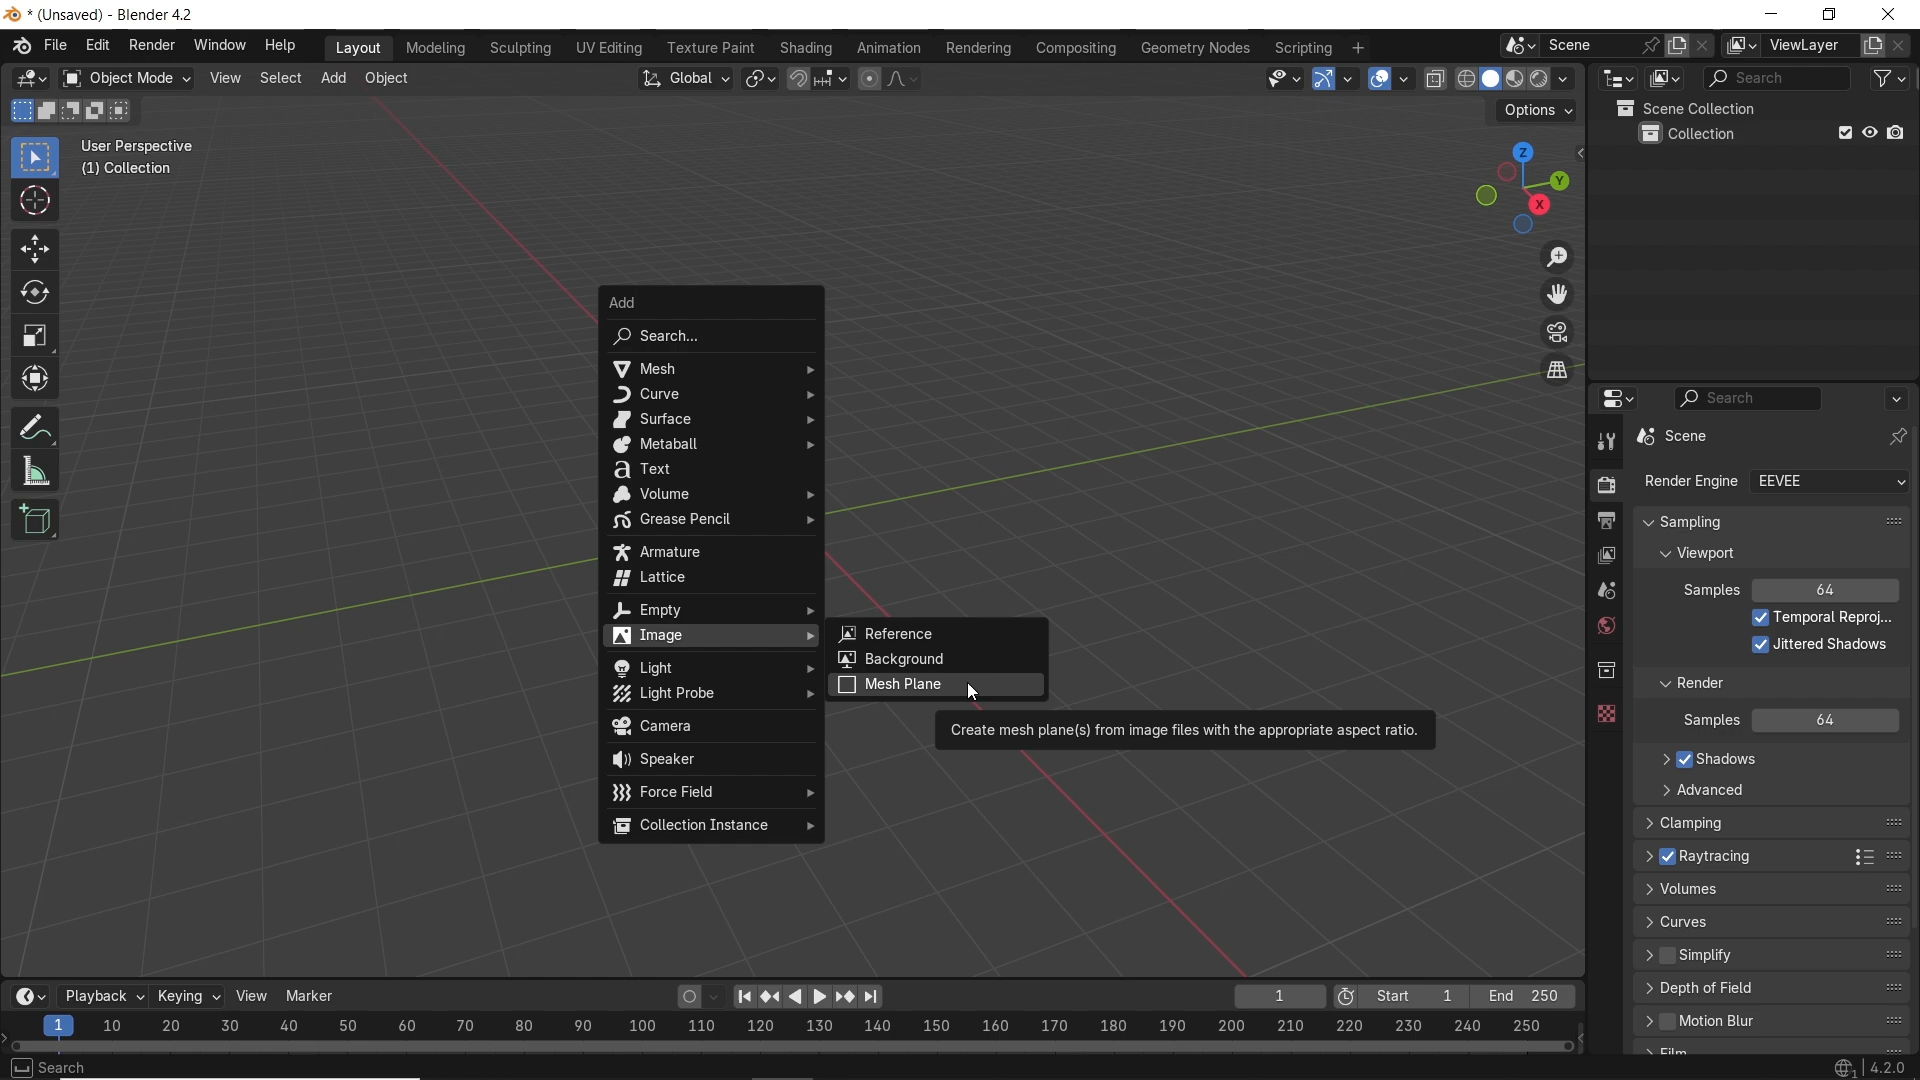 * (Unsaved) - Blender 4.2
File Edit Render Window Help Layout Modeling Sculpting UV Editing Texture Paint Shading Animation Rendering Compositing Geometry Nodes Scripting + Scene ViewLayer
Object Mode View Select Add Object Global Search
Options
User Perspective
(1) Collection
Z
Y
X
Scene Collection
Collection
Add
Search...
Mesh
Curve
Surface
Metaball
Text
Volume
Grease Pencil
Armature
Lattice
Empty
Image
Light
Light Probe
Camera
Speaker
Force Field
Collection Instance
Reference
Background
Mesh Plane
Create mesh plane(s) from image files with the appropriate aspect ratio.
Search
Scene
Render Engine EEVEE
Sampling
Viewport
Samples 64
Temporal Reproj...
Jittered Shadows
Render
Samples 64
Shadows
Advanced
Clamping
Raytracing
Volumes
Curves
Simplify
Depth of Field
Motion Blur
Film
Playback Keying View Marker 1 Start 1 End 250
1 10 20 30 40 50 60 70 80 90 100 110 120 130 140 150 160 170 180 190 200 210 220 230 240 250
Search 1 4.2.0